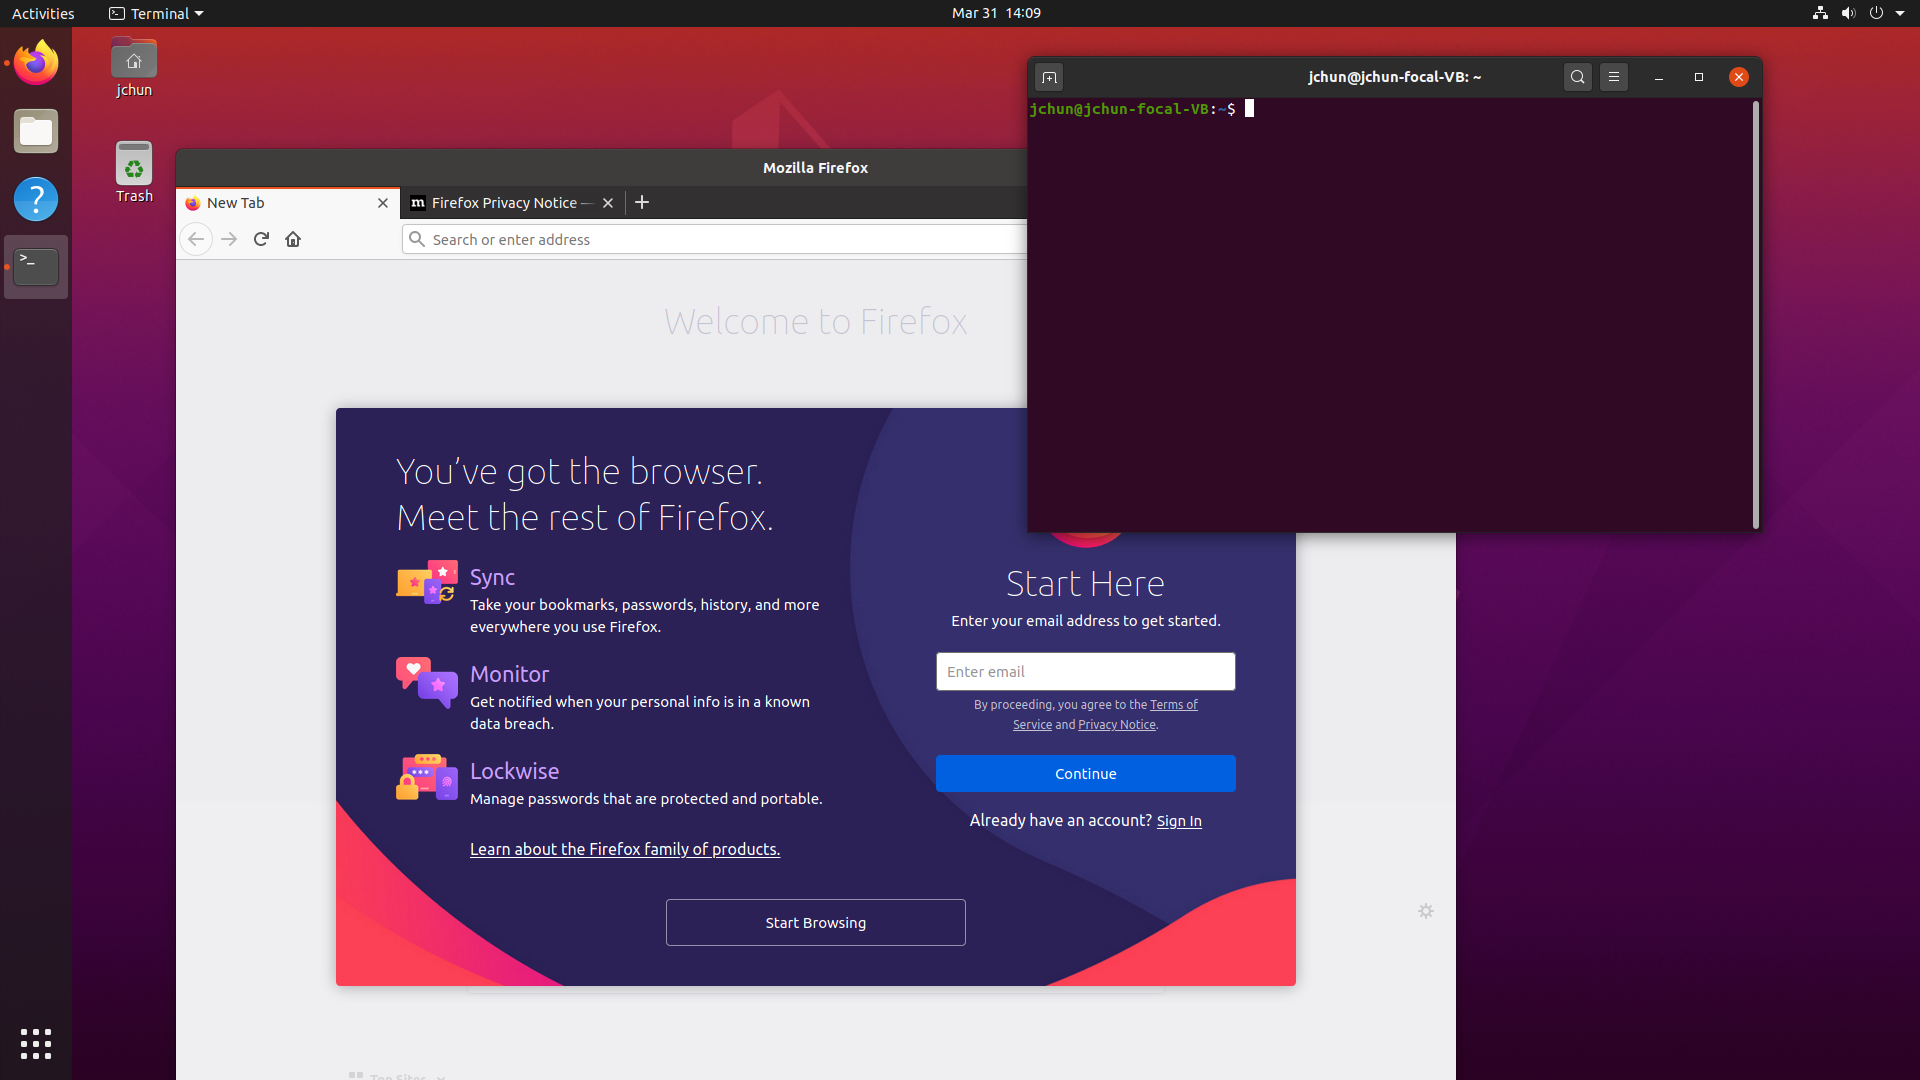 Activities
Terminal
Mar 31 14:09
jchun
Trash
jchun@jchun-focal-VB: ~
jchun@jchun-focal-VB:~$
Mozilla Firefox
New Tab
m Firefox Privacy Notice —
Search or enter address
Welcome to Firefox
You’ve got the browser.
Meet the rest of Firefox.
Sync
Take your bookmarks, passwords, history, and more
everywhere you use Firefox.
Monitor
Get notified when your personal info is in a known
data breach.
Lockwise
Manage passwords that are protected and portable.
Learn about the Firefox family of products.
Start Here
Enter your email address to get started.
Enter email
By proceeding, you agree to the Terms of
Service and Privacy Notice.
Continue
Already have an account? Sign In
Start Browsing
Top Sites